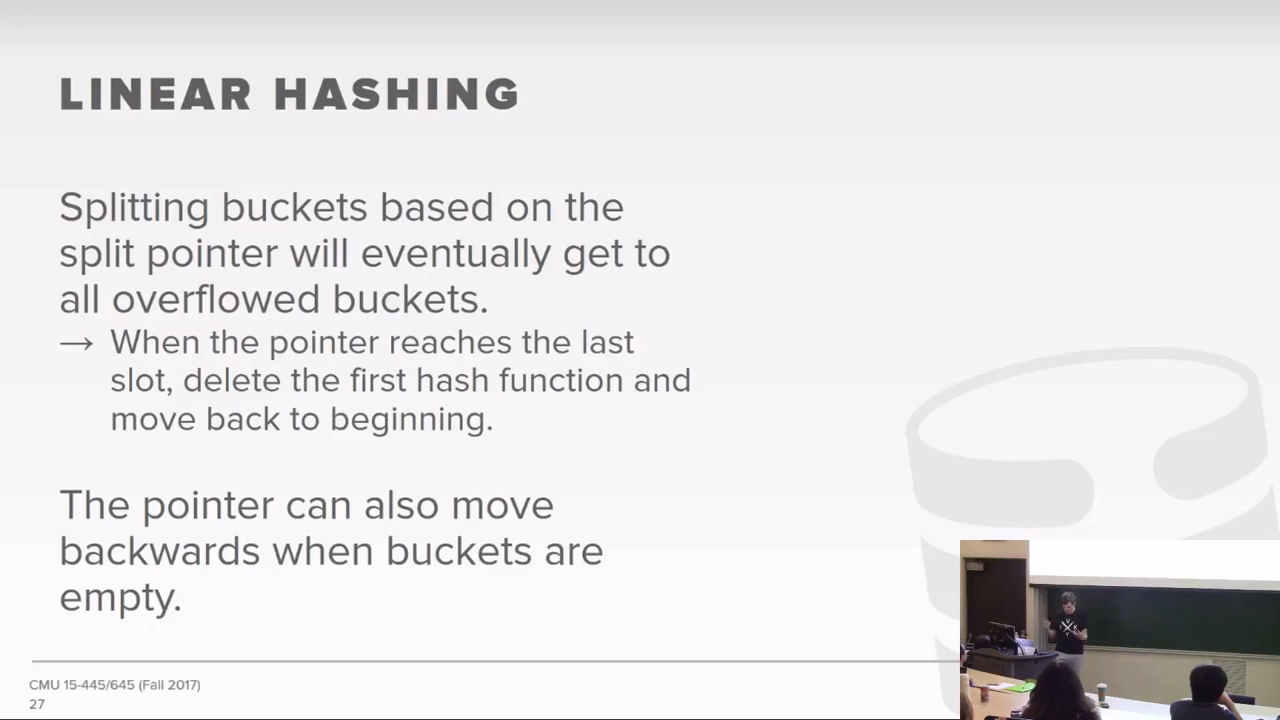 LINEAR HASHING
Splitting buckets based on the
split pointer will eventually get to
all overflowed buckets.
→ When the pointer reaches the last
slot, delete the first hash function and
move back to beginning.
The pointer can also move
backwards when buckets are
empty.
CMU 15-445/645 (Fall 2017)
27